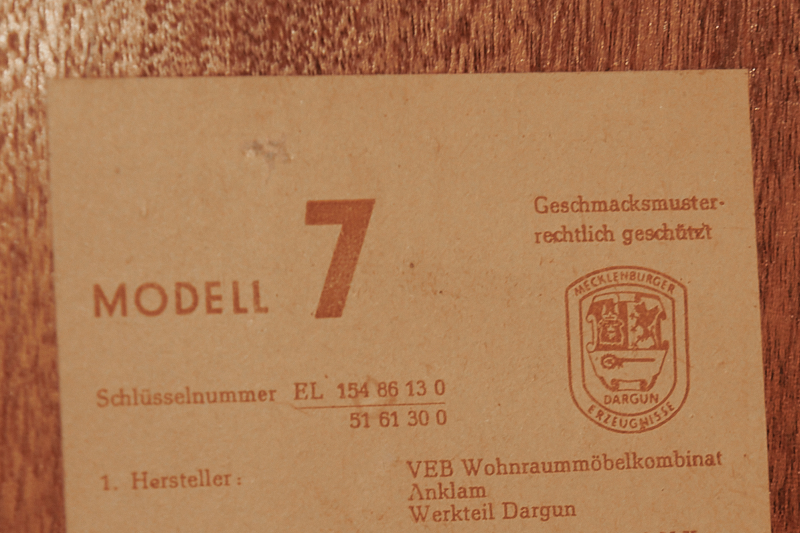 Geschmacksmuster-
rechtlich geschützt
MODELL 7
MECKLENBURGER
DARGUN
ERZEUGNISSE
Schlüsselnummer EL 154 86 13 0
51 61 30 0
1. Hersteller:
VEB Wohnraummöbelkombinat
Anklam
Werkteil Dargun